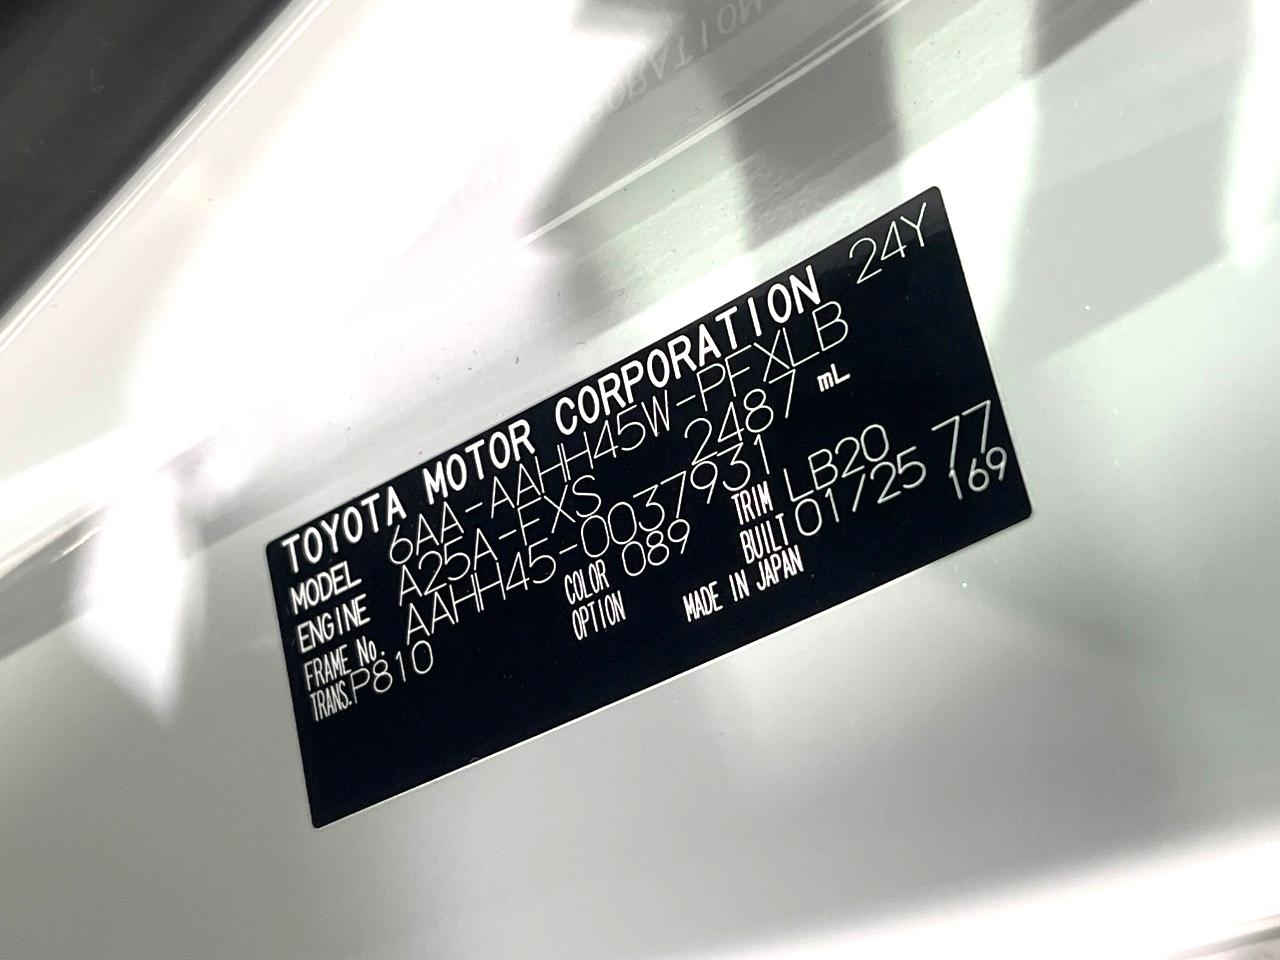 TOYOTA MOTOR CORPORATION 24Y
MODEL 6AA-AAHH45W-PFXLB
ENGINE A25A-FXS 2487 mL
FRAME No. AAHH45-0037931
TRANS. P810 COLOR 089 TRIM LB20 77
OPTION BUILT 01/25 169
MADE IN JAPAN